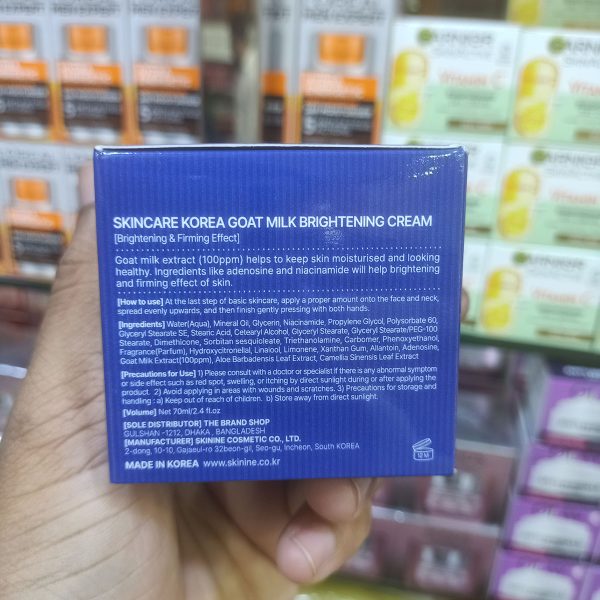 SKINCARE KOREA GOAT MILK BRIGHTENING CREAM
[Brightening & Firming Effect]
Goat milk extract (100ppm) helps to keep skin moisturised and looking
healthy. Ingredients like adenosine and niacinamide will help brightening
and firming effect of skin.
[How to use] At the last step of basic skincare, apply a proper amount onto the face and neck,
spread evenly upwards, and then finish gently pressing with both hands.
[Ingredients] Water(Aqua), Mineral Oil, Glycerin, Niacinamide, Propylene Glycol, Polysorbate 60,
Glyceryl Stearate SE, Stearic Acid, Cetearyl Alcohol, Glyceryl Stearate, Glyceryl Stearate/PEG-100
Stearate, Dimethicone, Sorbitan sesquioleate, Triethanolamine, Carbomer, Phenoxyethanol,
Fragrance(Parfum), Hydroxycitronellal, Linalool, Limonene, Xanthan Gum, Allantoin, Adenosine,
Goat Milk Extract(100ppm), Aloe Barbadensis Leaf Extract, Camellia Sinensis Leaf Extract
[Precautions for Use] 1) Please consult with a doctor or specialist if there is any abnormal symptom
or side effect such as red spot, swelling, or itching by direct sunlight during or after applying the
product. 2) Avoid applying in areas with wounds and scratches. 3) Precautions for storage and
handling : a) Keep out of reach of children. b) Store away from direct sunlight.
[Volume] Net 70ml/2.4 fl.oz
[SOLE DISTRIBUTOR] THE BRAND SHOP
GULSHAN -1212, DHAKA , BANGLADESH
[MANUFACTURER] SKININE COSMETIC CO., LTD.
2-dong, 10-10, Gajaeul-ro 32beon-gil, Seo-gu, Incheon, South KOREA
MADE IN KOREA www.skinine.co.kr
12 M
GARNIER
VITAMIN C
GARNIER